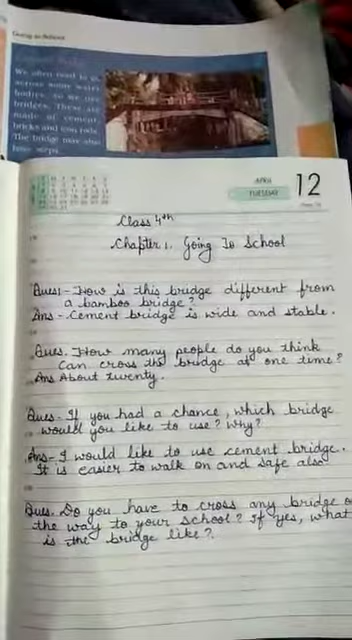 Going to School
We often need to go
across some water
bodies. So we use
bridges. These are
made of cement,
bricks and iron rods.
The bridge may also
have steps.
APRIL
TUESDAY
12
Class 4th
Chapter 1. Going To School
Ques:- How is this bridge different from
a bamboo bridge?
Ans - Cement bridge is wide and stable.
Ques. How many people do you think
can cross the bridge at one time?
Ans About twenty.
Ques- If you had a chance, which bridge
would you like to use? Why?
Ans- I would like to use cement bridge.
It is easier to walk on and safe also
Ques. Do you have to cross any bridge o
the way to your school? If yes, what
is the bridge like?